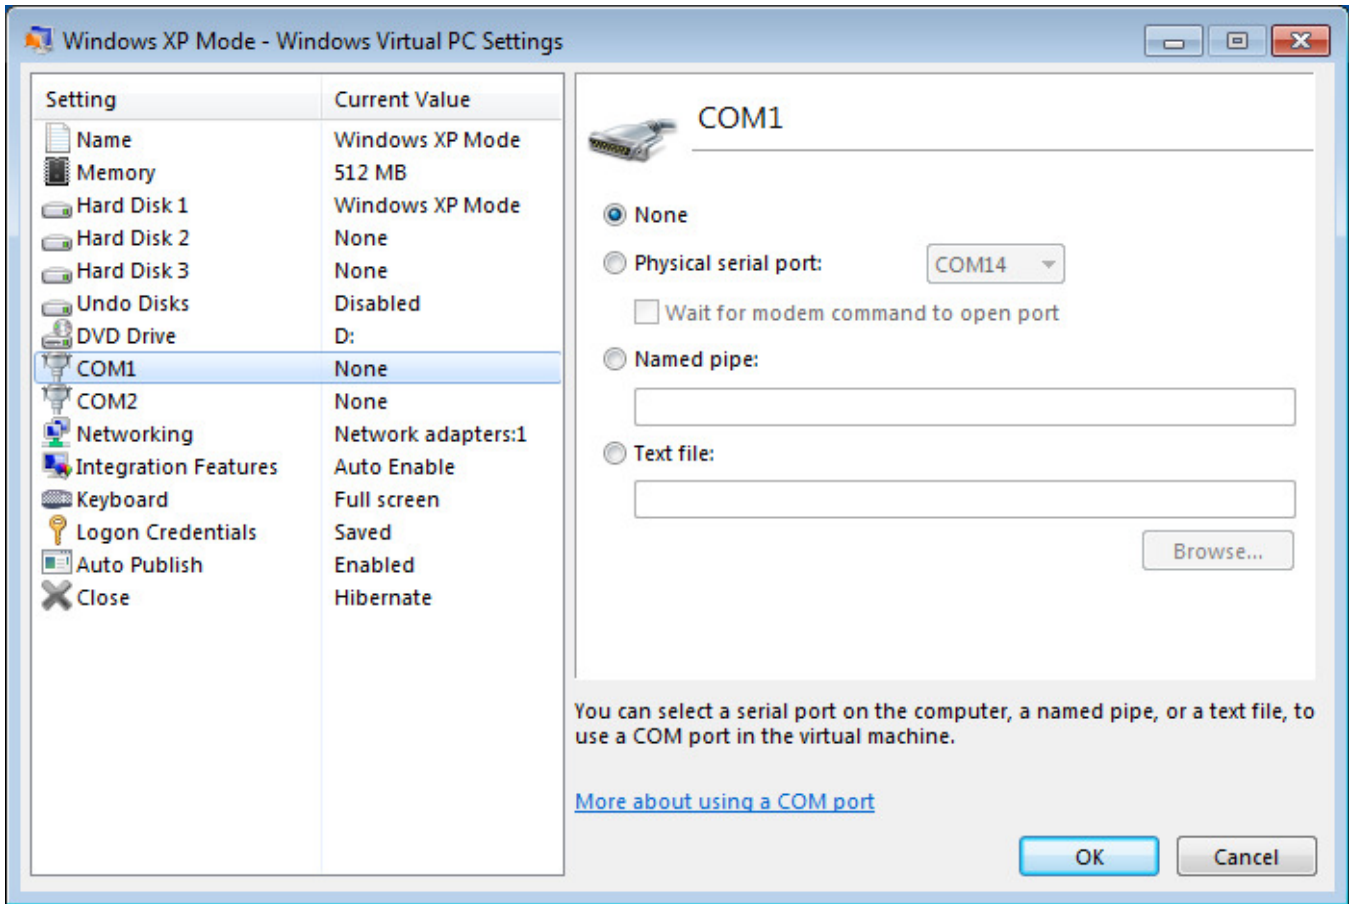 Windows XP Mode - Windows Virtual PC Settings
Setting Current Value
Name Windows XP Mode
Memory 512 MB
Hard Disk 1 Windows XP Mode
Hard Disk 2 None
Hard Disk 3 None
Undo Disks Disabled
DVD Drive D:
COM1 None
COM2 None
Networking Network adapters:1
Integration Features Auto Enable
Keyboard Full screen
Logon Credentials Saved
Auto Publish Enabled
Close Hibernate
COM1
None
Physical serial port: COM14
Wait for modem command to open port
Named pipe:
Text file:
Browse...
You can select a serial port on the computer, a named pipe, or a text file, to
use a COM port in the virtual machine.
More about using a COM port
OK Cancel